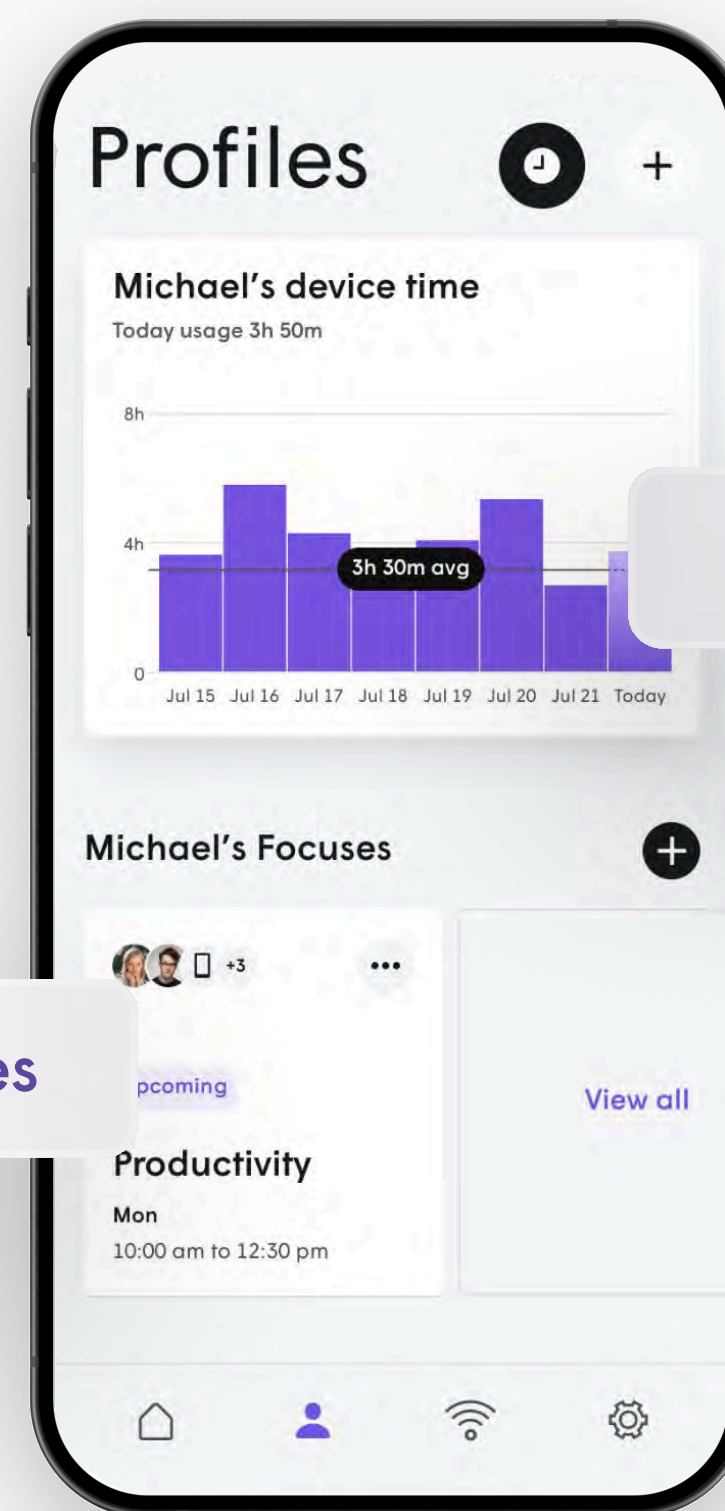 Profiles
Michael's device time
Today usage 3h 50m
8h
4h
3h 30m avg
0
Jul 15 Jul 16 Jul 17 Jul 18 Jul 19 Jul 20 Jul 21 Today
Michael's Focuses
+3
es
pcoming
View all
Productivity
Mon
10:00 am to 12:30 pm